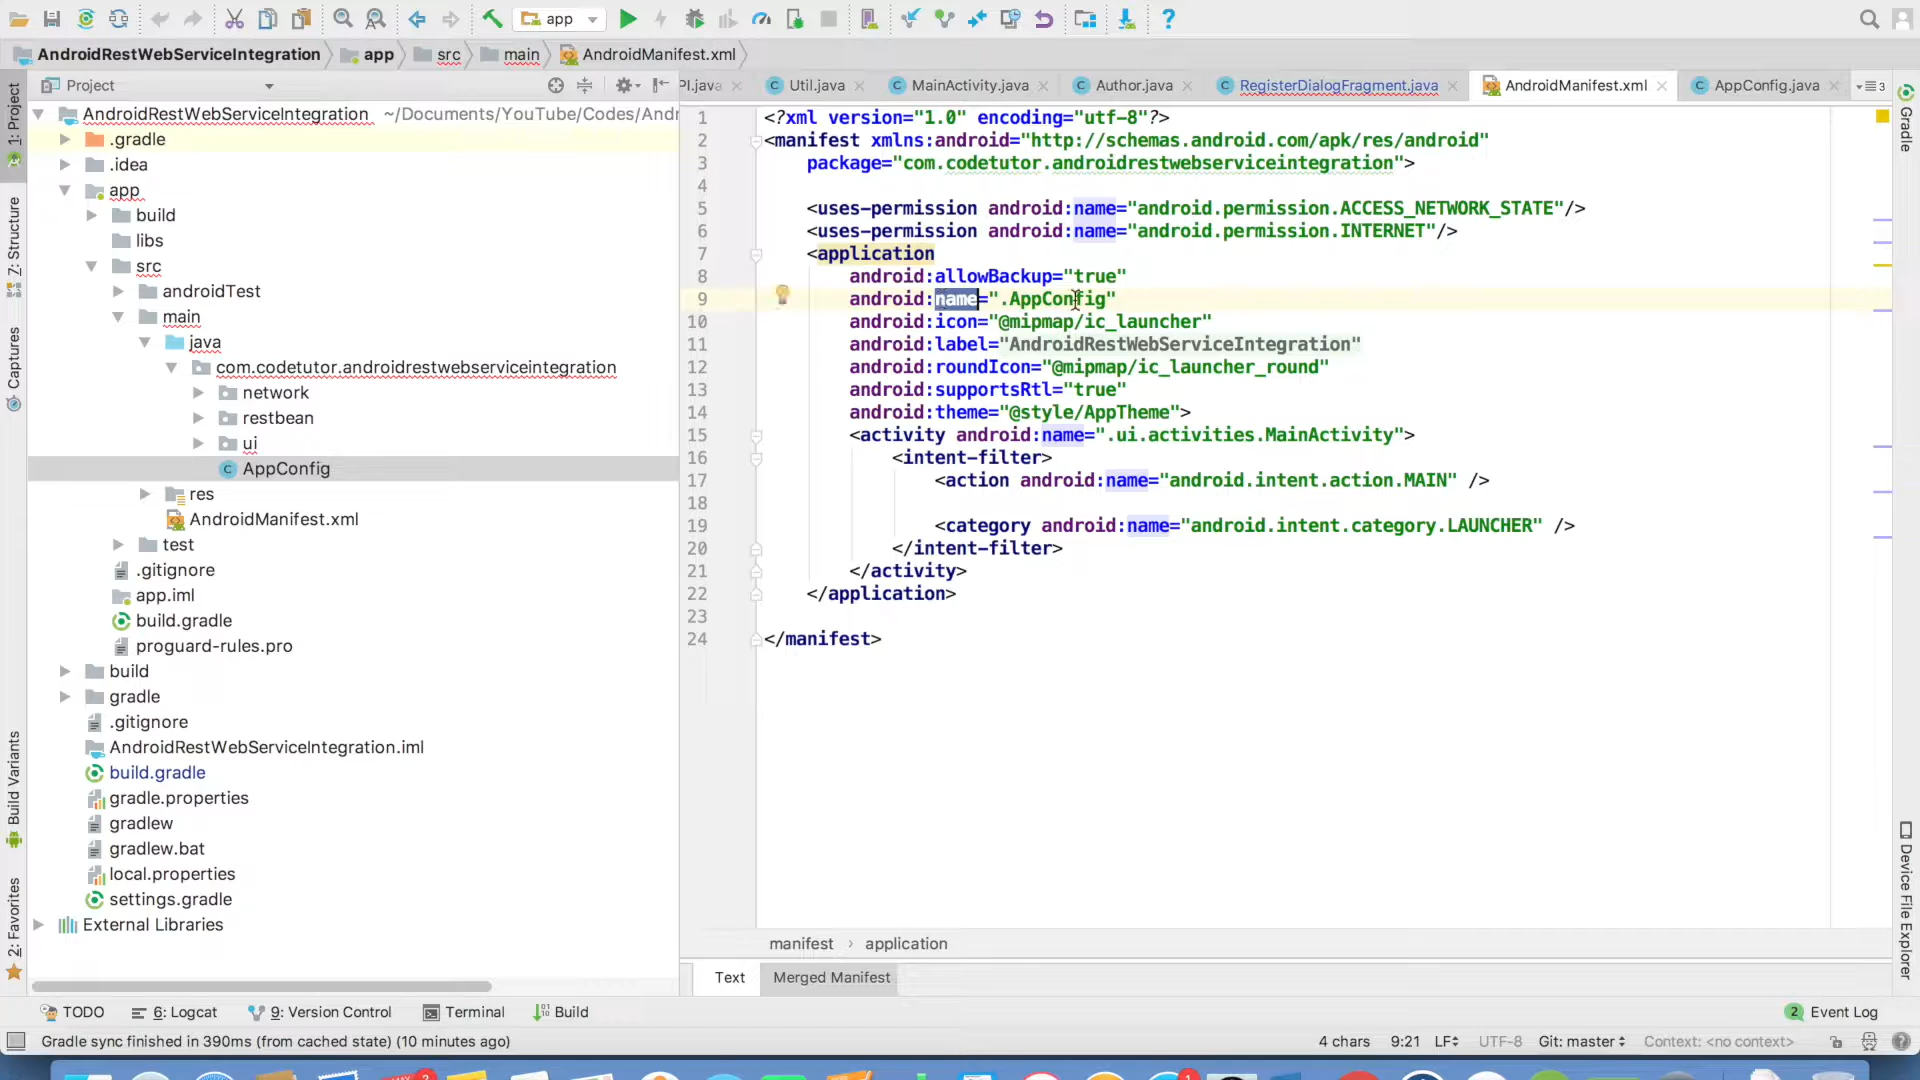 app
AndroidRestWebServiceIntegration
app
src
main
AndroidManifest.xml
Project
PI.java
Util.java
MainActivity.java
Author.java
RegisterDialogFragment.java
AndroidManifest.xml
AppConfig.java
3
1: Project
7: Structure
Captures
Build Variants
2: Favorites
AndroidRestWebServiceIntegration ~/Documents/YouTube/Codes/Andr
.gradle
.idea
app
build
libs
src
androidTest
main
java
com.codetutor.androidrestwebserviceintegration
network
restbean
ui
AppConfig
res
AndroidManifest.xml
test
.gitignore
app.iml
build.gradle
proguard-rules.pro
build
gradle
.gitignore
AndroidRestWebServiceIntegration.iml
build.gradle
gradle.properties
gradlew
gradlew.bat
local.properties
settings.gradle
External Libraries
1 <?xml version="1.0" encoding="utf-8"?>
2 <manifest xmlns:android="http://schemas.android.com/apk/res/android"
3 package="com.codetutor.androidrestwebserviceintegration">
4
5 <uses-permission android:name="android.permission.ACCESS_NETWORK_STATE"/>
6 <uses-permission android:name="android.permission.INTERNET"/>
7 <application
8 android:allowBackup="true"
9 android:name=".AppConfig"
10 android:icon="@mipmap/ic_launcher"
11 android:label="AndroidRestWebServiceIntegration"
12 android:roundIcon="@mipmap/ic_launcher_round"
13 android:supportsRtl="true"
14 android:theme="@style/AppTheme">
15 <activity android:name=".ui.activities.MainActivity">
16 <intent-filter>
17 <action android:name="android.intent.action.MAIN" />
18
19 <category android:name="android.intent.category.LAUNCHER" />
20 </intent-filter>
21 </activity>
22 </application>
23
24 </manifest>
Gradle
Device File Explorer
manifest › application
Text
Merged Manifest
TODO
6: Logcat
9: Version Control
Terminal
Build
2 Event Log
Gradle sync finished in 390ms (from cached state) (10 minutes ago)
4 chars
9:21
LF
UTF-8
Git: master
Context: <no context>